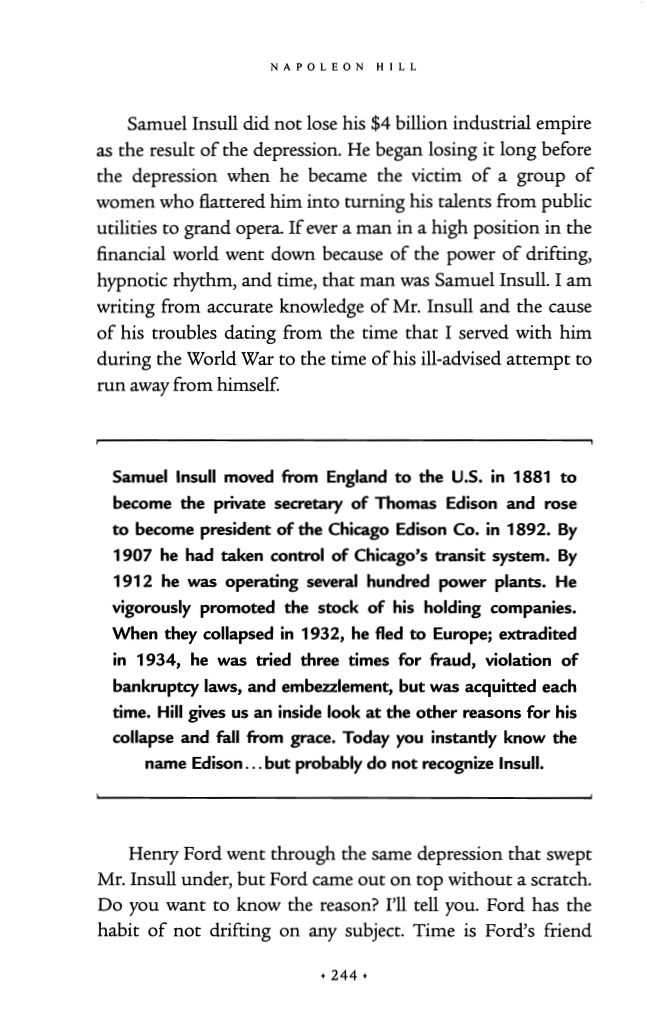 NAPOLEON HILL
Samuel Insull did not lose his $4 billion industrial empire
as the result of the depression. He began losing it long before
the depression when he became the victim of a group of
women who flattered him into turning his talents from public
utilities to grand opera. If ever a man in a high position in the
financial world went down because of the power of drifting,
hypnotic rhythm, and time, that man was Samuel Insull. I am
writing from accurate knowledge of Mr. Insull and the cause
of his troubles dating from the time that I served with him
during the World War to the time of his ill-advised attempt to
run away from himself.
Samuel Insull moved from England to the U.S. in 1881 to
become the private secretary of Thomas Edison and rose
to become president of the Chicago Edison Co. in 1892. By
1907 he had taken control of Chicago's transit system. By
1912 he was operating several hundred power plants. He
vigorously promoted the stock of his holding companies.
When they collapsed in 1932, he fled to Europe; extradited
in 1934, he was tried three times for fraud, violation of
bankruptcy laws, and embezzlement, but was acquitted each
time. Hill gives us an inside look at the other reasons for his
collapse and fall from grace. Today you instantly know the
name Edison...but probably do not recognize Insull.
Henry Ford went through the same depression that swept
Mr. Insull under, but Ford came out on top without a scratch.
Do you want to know the reason? I'll tell you. Ford has the
habit of not drifting on any subject. Time is Ford's friend
• 244 •